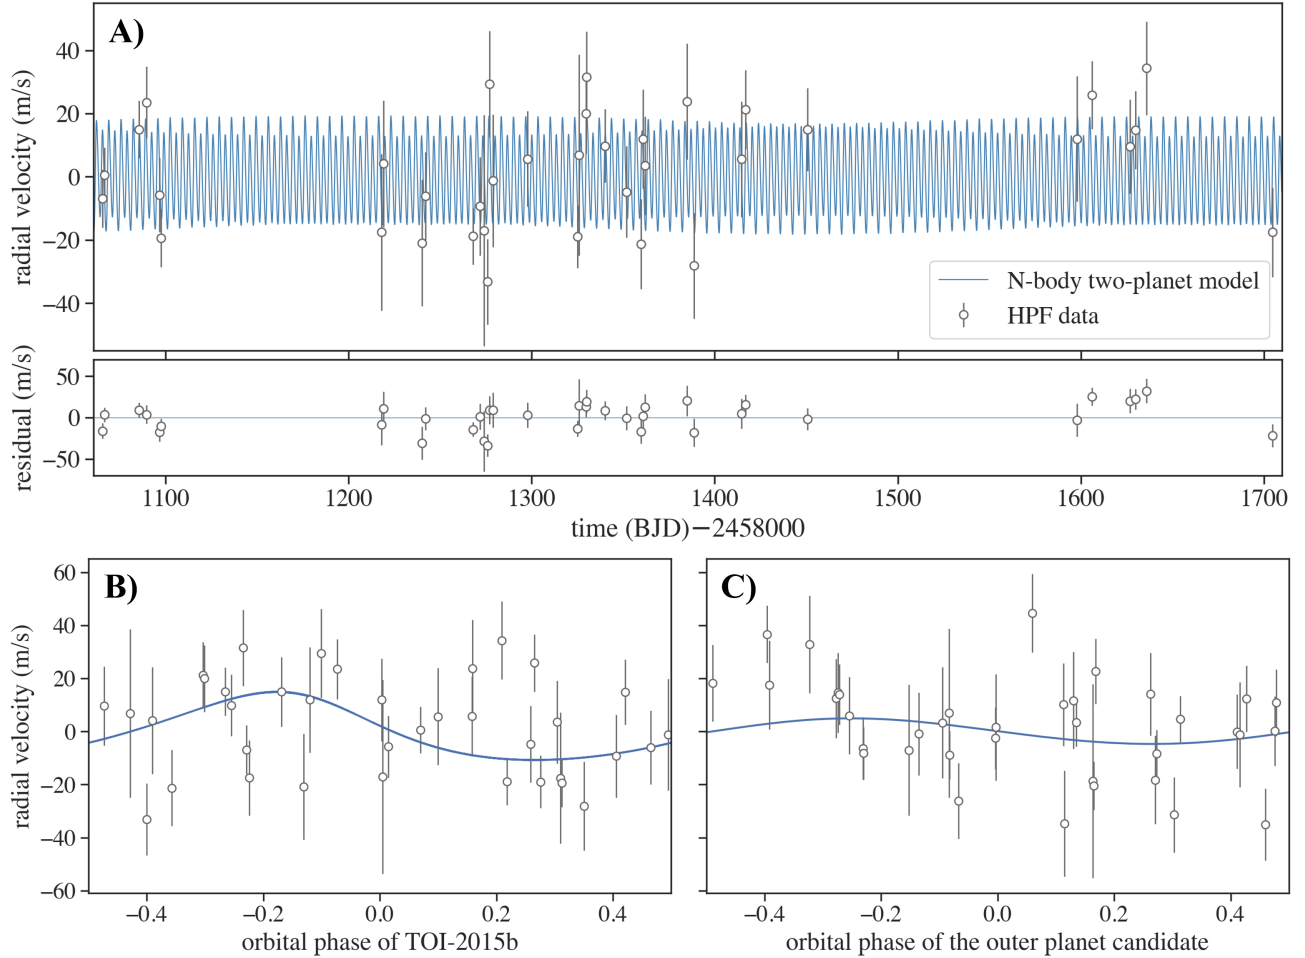 A)
40
20
0
−20
−40
radial velocity (m/s)
N-body two-planet model
HPF data
50
0
−50
residual (m/s)
1100 1200 1300 1400 1500 1600 1700
time (BJD)−2458000
B)
60
40
20
0
−20
−40
−60
radial velocity (m/s)
−0.4 −0.2 0.0 0.2 0.4
orbital phase of TOI-2015b
C)
−0.4 −0.2 0.0 0.2 0.4
orbital phase of the outer planet candidate